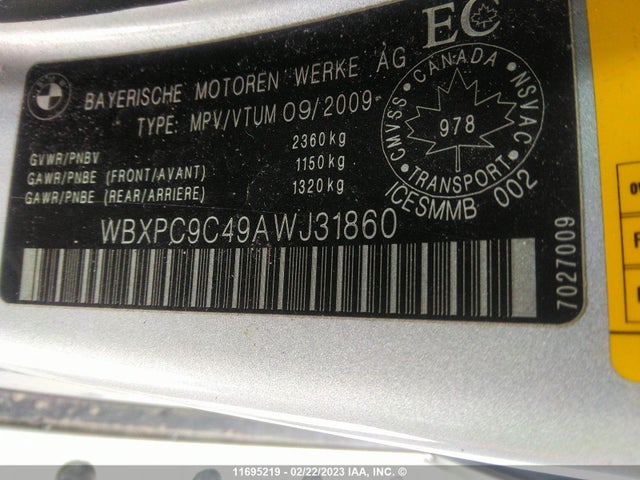 EC
BAYERISCHE MOTOREN WERKE AG
TYPE: MPV/VTUM 09/2009
2360kg
GVWR/PNBV
1150kg
GAWR/PNBE (FRONT/AVANT)
1320kg
GAWR/PNBE (REAR/ARRIERE)
CMVSS • CANADA • NSVAC
978
TRANSPORT
ICESMMB 002
WBXPC9C49AWJ31860
7027009
11695219 - 02/22/2023 IAA, INC. ©